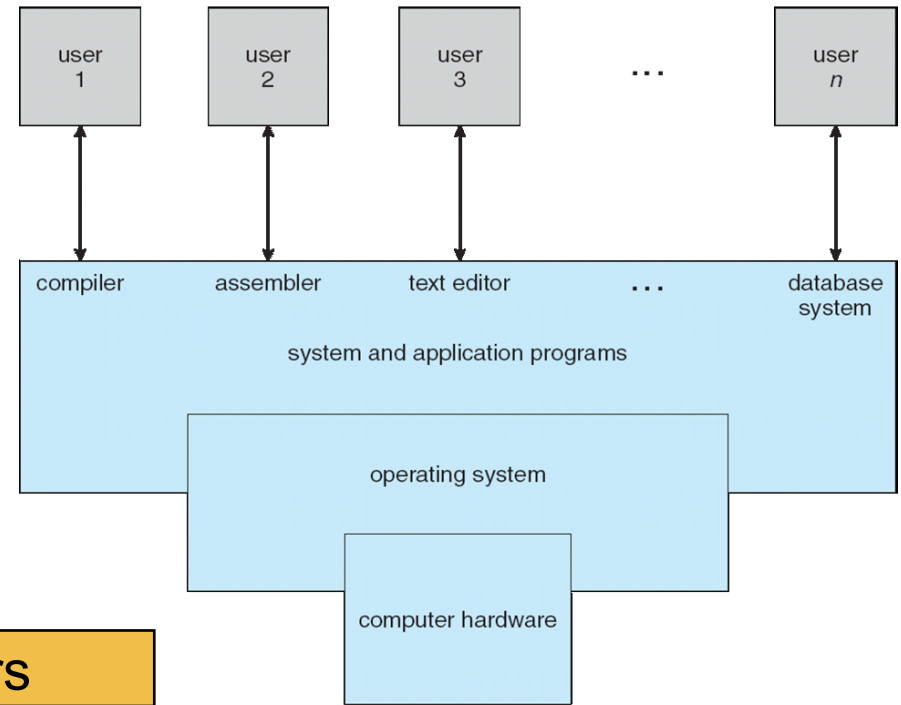 user user user ... user
1 2 3 n
compiler assembler text editor ... database
system
system and application programs
operating system
computer hardware
rs